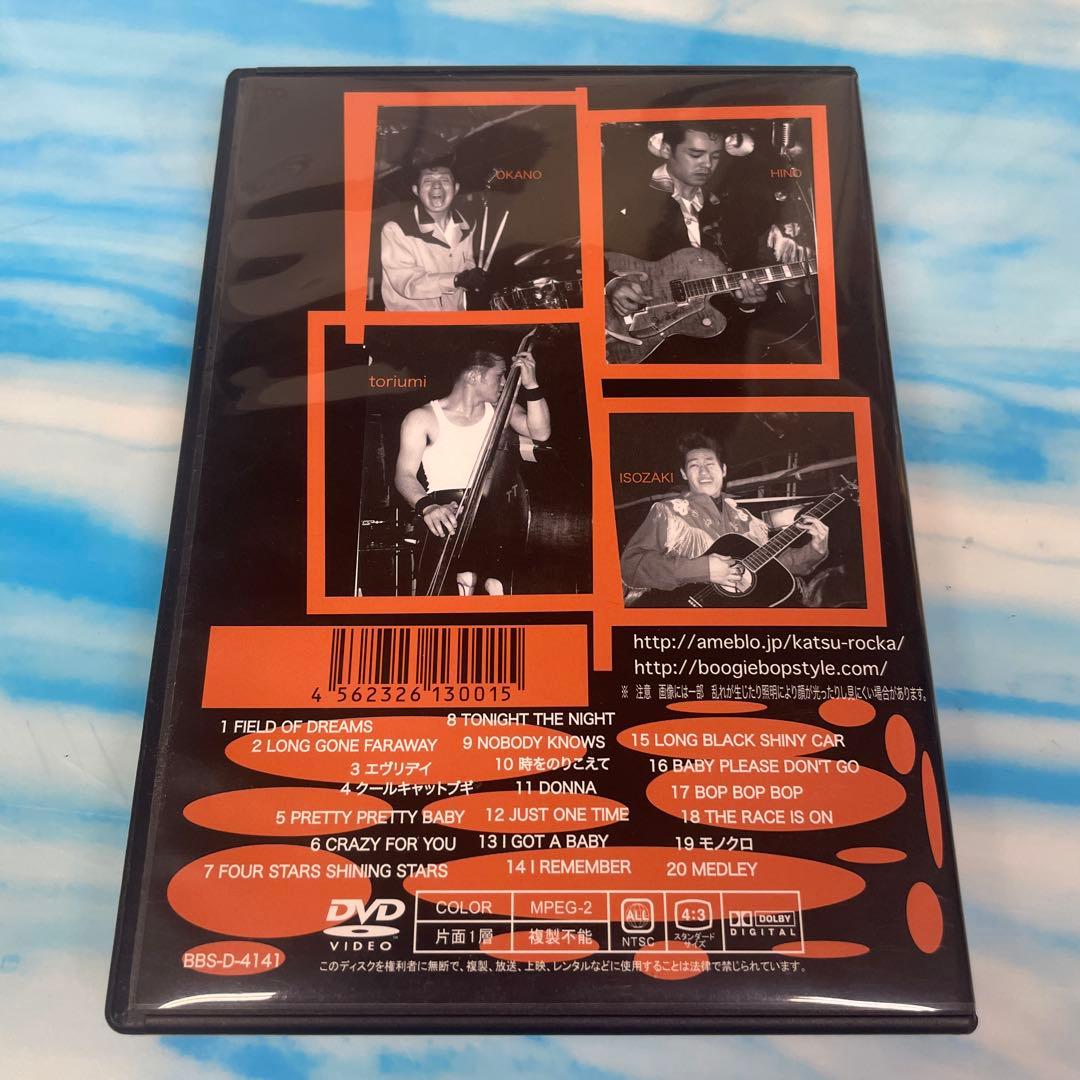 OKANO
HINO
toriumi
ISOZAKI
http://ameblo.jp/katsu-rocka/
http://boogiebopstyle.com/
※ 注意 画像には一部 乱れが生じたり照明により顔が光ったりし見にくい場合があります。
4 562326 130015
1 FIELD OF DREAMS
2 LONG GONE FARAWAY
3 エヴリデイ
4 クールキャットブギ
5 PRETTY PRETTY BABY
6 CRAZY FOR YOU
7 FOUR STARS SHINING STARS
8 TONIGHT THE NIGHT
9 NOBODY KNOWS
10 時をのりこえて
11 DONNA
12 JUST ONE TIME
13 I GOT A BABY
14 I REMEMBER
15 LONG BLACK SHINY CAR
16 BABY PLEASE DON'T GO
17 BOP BOP BOP
18 THE RACE IS ON
19 モノクロ
20 MEDLEY
DVD
VIDEO
COLOR
MPEG-2
片面1層
複製不能
ALL
NTSC
4:3
スタンダード
サイズ
DOLBY
DIGITAL
BBS-D-4141
このディスクを権利者に無断で、複製、放送、上映、レンタルなどに使用することは法律で禁じられています。